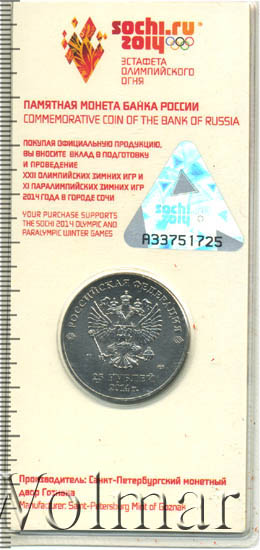 sochi.ru
2014
ЭСТАФЕТА
ОЛИМПИЙСКОГО
ОГНЯ
ПАМЯТНАЯ МОНЕТА БАНКА РОССИИ
COMMEMORATIVE COIN OF THE BANK OF RUSSIA
ПОКУПАЯ ОФИЦИАЛЬНУЮ ПРОДУКЦИЮ,
ВЫ ВНОСИТЕ ВКЛАД В ПОДГОТОВКУ
И ПРОВЕДЕНИЕ
XXII ОЛИМПИЙСКИХ ЗИМНИХ ИГР И
XI ПАРАЛИМПИЙСКИХ ЗИМНИХ ИГР
2014 ГОДА В ГОРОДЕ СОЧИ
YOUR PURCHASE SUPPORTS
THE SOCHI 2014 OLYMPIC AND
PARALYMPIC WINTER GAMES
sochi.ru
2014
A33751725
РОССИЙСКАЯ ФЕДЕРАЦИЯ
25 РУБЛЕЙ
2014 г.
Производитель: Санкт-Петербургский монетный
двор Гознака
Manufacturer: Saint-Petersburg Mint of Goznak
Wolmar